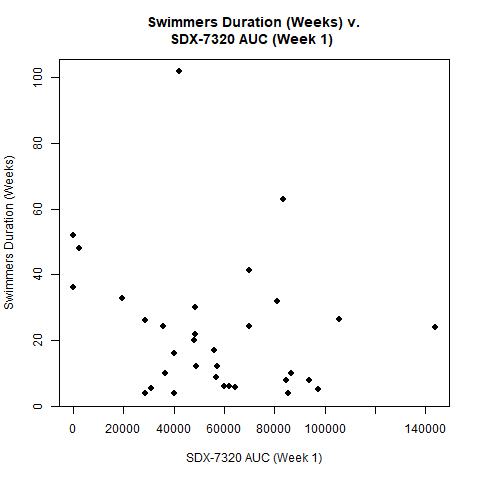 Swimmers Duration (Weeks) v.
SDX-7320 AUC (Week 1)
Swimmers Duration (Weeks)
100
80
60
40
20
0
0 20000 40000 60000 80000 100000 140000
SDX-7320 AUC (Week 1)